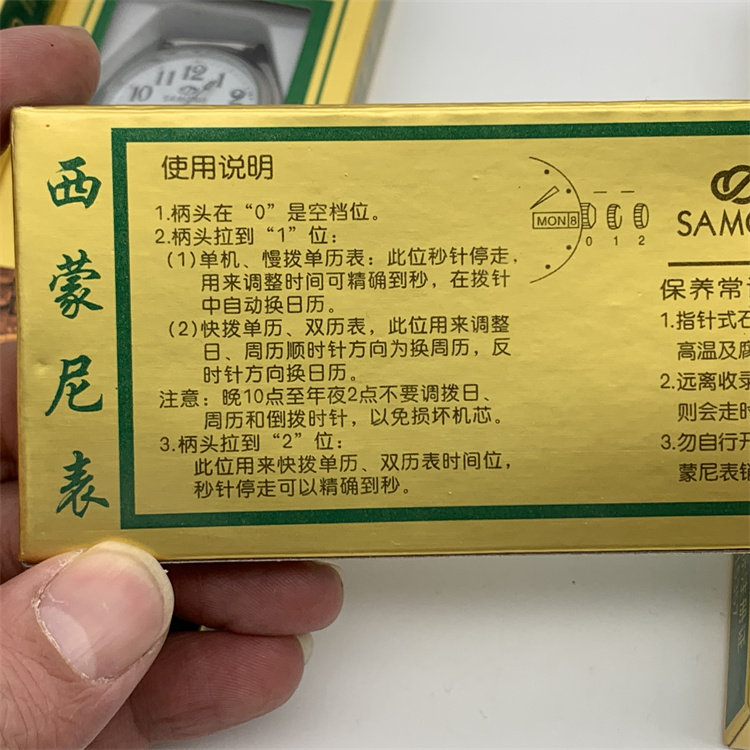 10 11 12 1 2
西蒙尼表
使用说明
1.柄头在“0”是空档位。
2.柄头拉到“1”位：
(1)单机、慢拨单历表：此位秒针停走，
用来调整时间可精确到秒，在拨针
中自动换日历。
(2)快拨单历、双历表，此位用来调整
日、周历顺时针方向为换周历，反
时针方向换日历。
注意：晚10点至年夜2点不要调拨日、
周历和倒拨时针，以免损坏机芯。
3.柄头拉到“2”位：
此位用来快拨单历、双历表时间位，
秒针停走可以精确到秒。
MON 8
0 1 2
SAMO
保养常
1.指针式石
高温及
2.远离收录
则会走时
3.勿自行开
蒙尼表